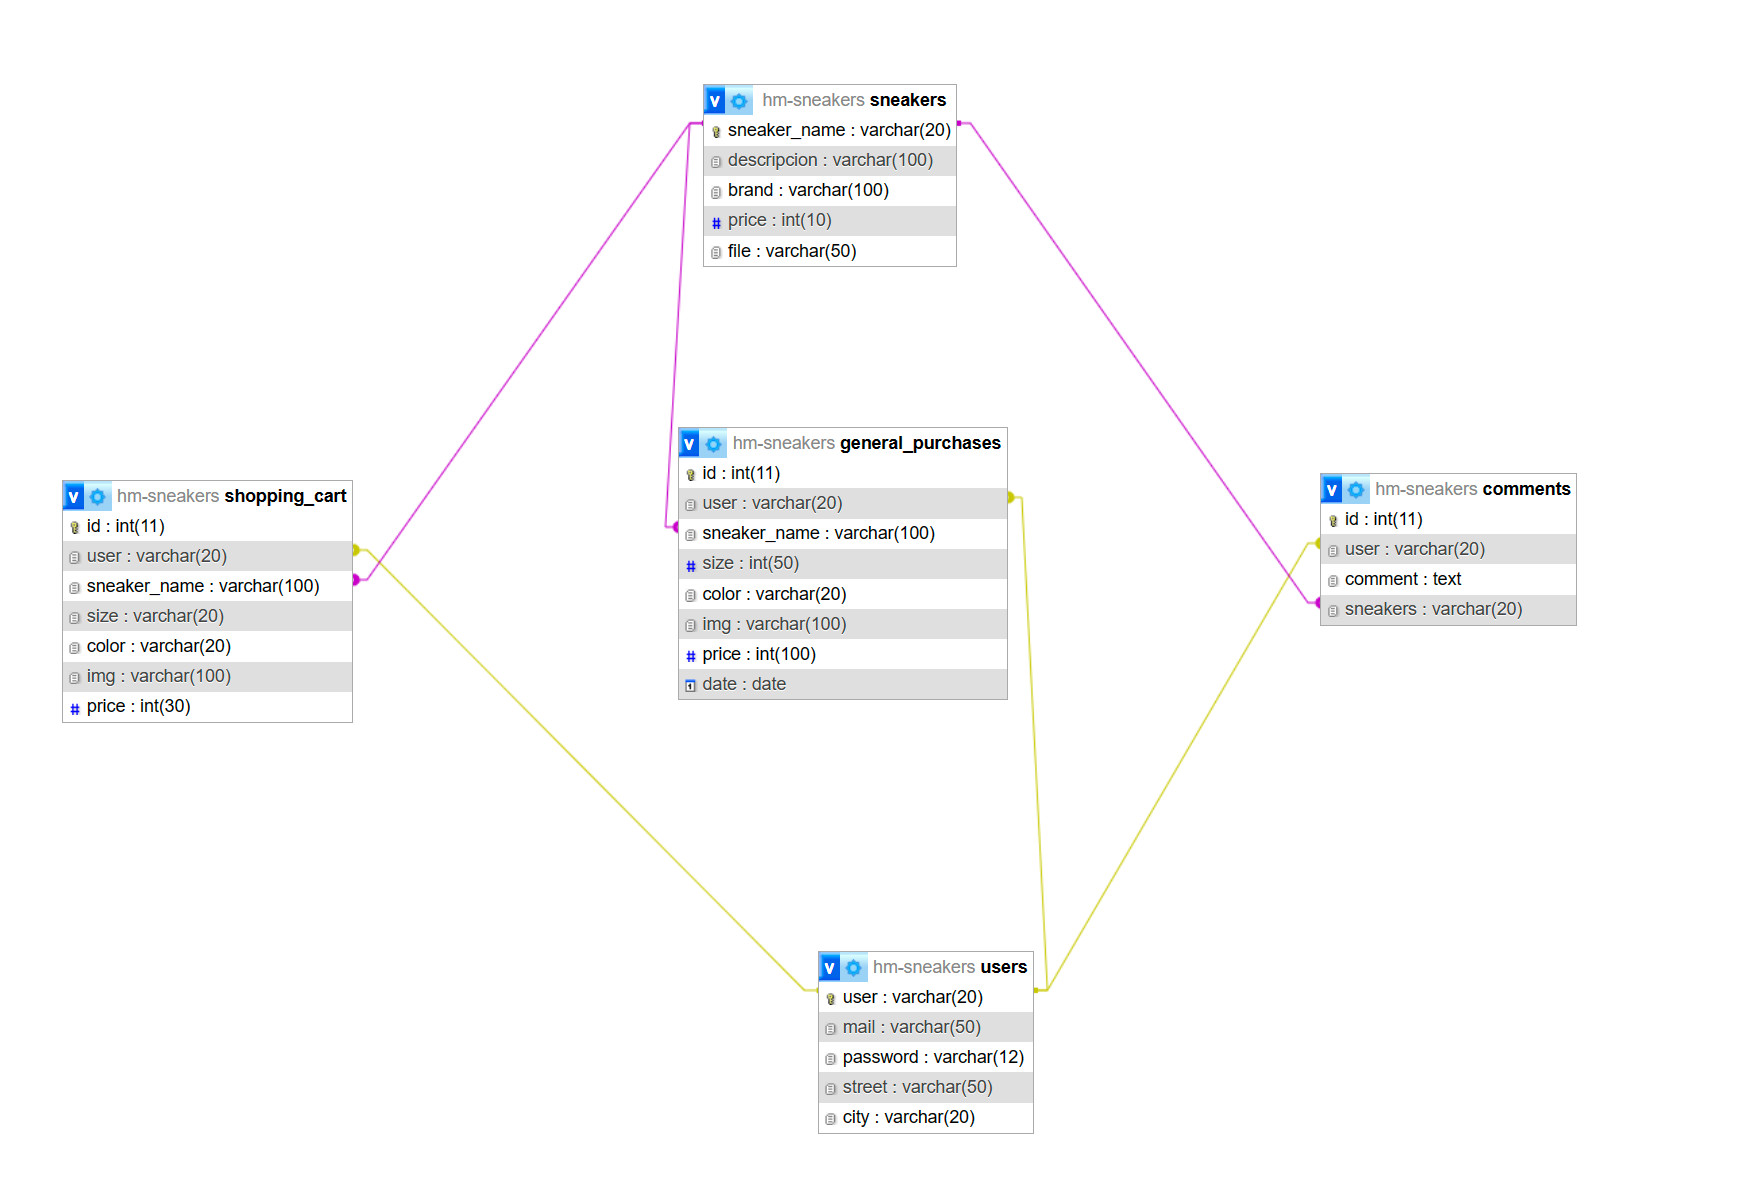 v hm-sneakers sneakers
sneaker_name : varchar(20)
descripcion : varchar(100)
brand : varchar(100)
# price : int(10)
file : varchar(50)
v hm-sneakers general_purchases
id : int(11)
user : varchar(20)
sneaker_name : varchar(100)
# size : int(50)
color : varchar(20)
img : varchar(100)
# price : int(100)
date : date
v hm-sneakers shopping_cart
id : int(11)
user : varchar(20)
sneaker_name : varchar(100)
size : varchar(20)
color : varchar(20)
img : varchar(100)
# price : int(30)
v hm-sneakers comments
id : int(11)
user : varchar(20)
comment : text
sneakers : varchar(20)
v hm-sneakers users
user : varchar(20)
mail : varchar(50)
password : varchar(12)
street : varchar(50)
city : varchar(20)